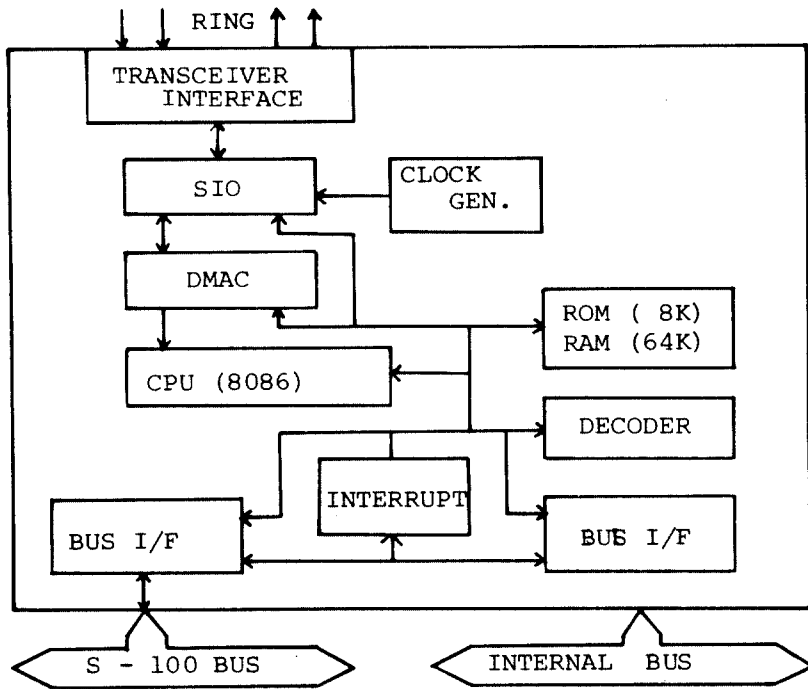 RING
TRANSCEIVER
INTERFACE
SIO
CLOCK
GEN.
DMAC
ROM ( 8K)
RAM (64K)
CPU (8086)
DECODER
INTERRUPT
BUS I/F
BUS I/F
S - 100 BUS
INTERNAL BUS